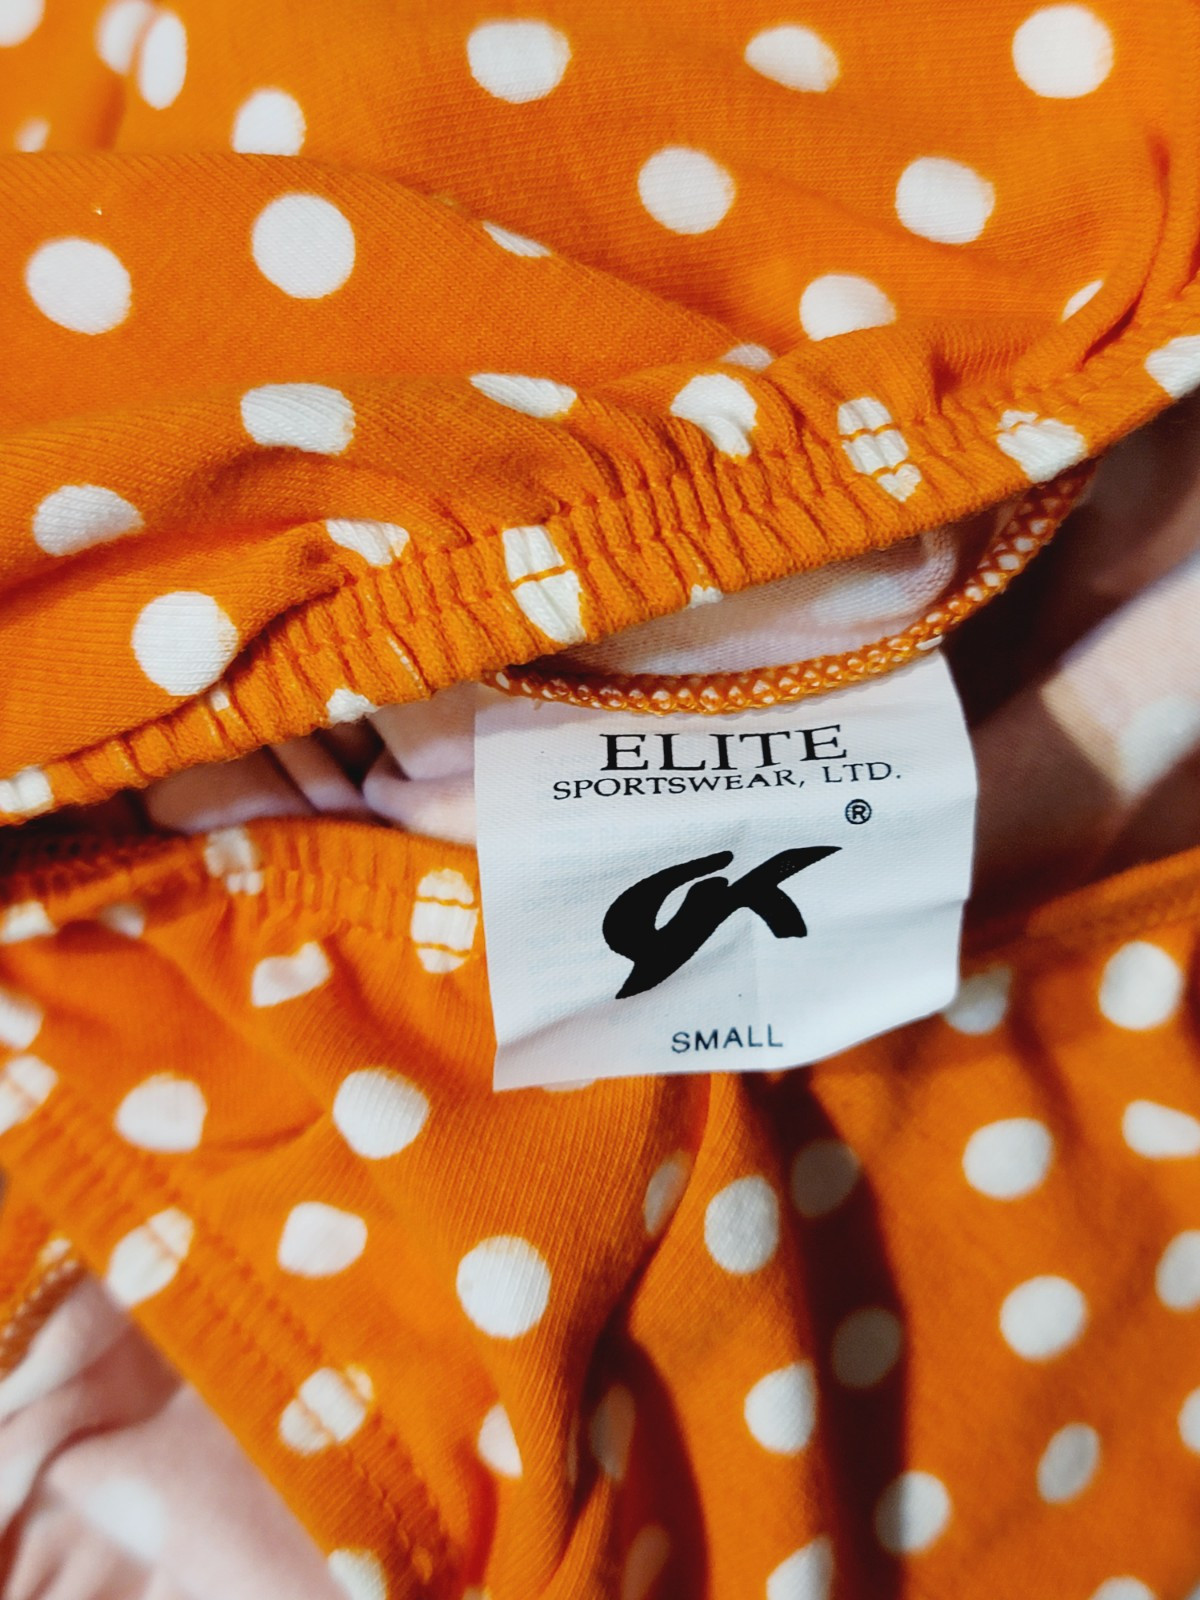 ELITE
SPORTSWEAR, LTD.
®
GK
SMALL